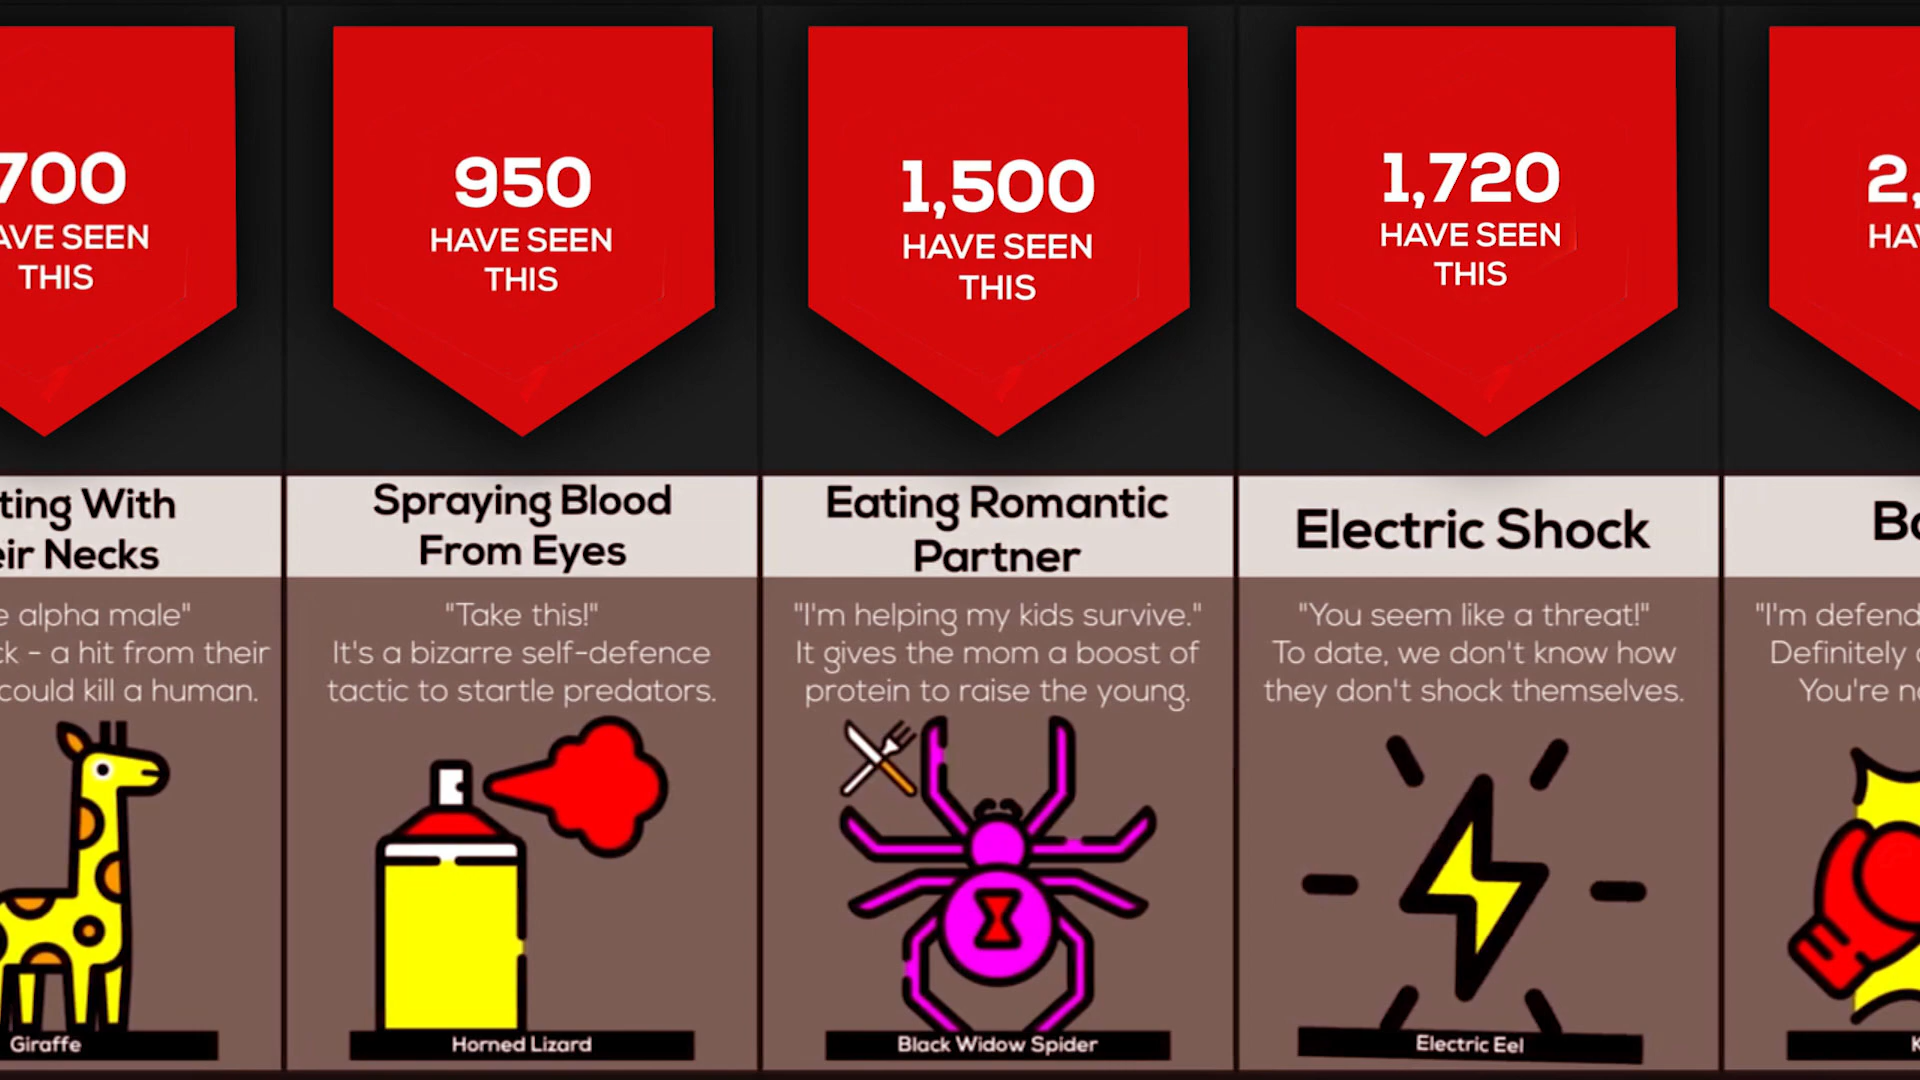 700
AVE SEEN
THIS
ting With
eir Necks
e alpha male"
ck - a hit from their
could kill a human.
Giraffe
950
HAVE SEEN
THIS
Spraying Blood
From Eyes
"Take this!"
It's a bizarre self-defence
tactic to startle predators.
Horned Lizard
1,500
HAVE SEEN
THIS
Eating Romantic
Partner
"I'm helping my kids survive."
It gives the mom a boost of
protein to raise the young.
Black Widow Spider
1,720
HAVE SEEN
THIS
Electric Shock
"You seem like a threat!"
To date, we don't know how
they don't shock themselves.
Electric Eel
2,
HAV
Bo
"I'm defend
Definitely
You're no
K